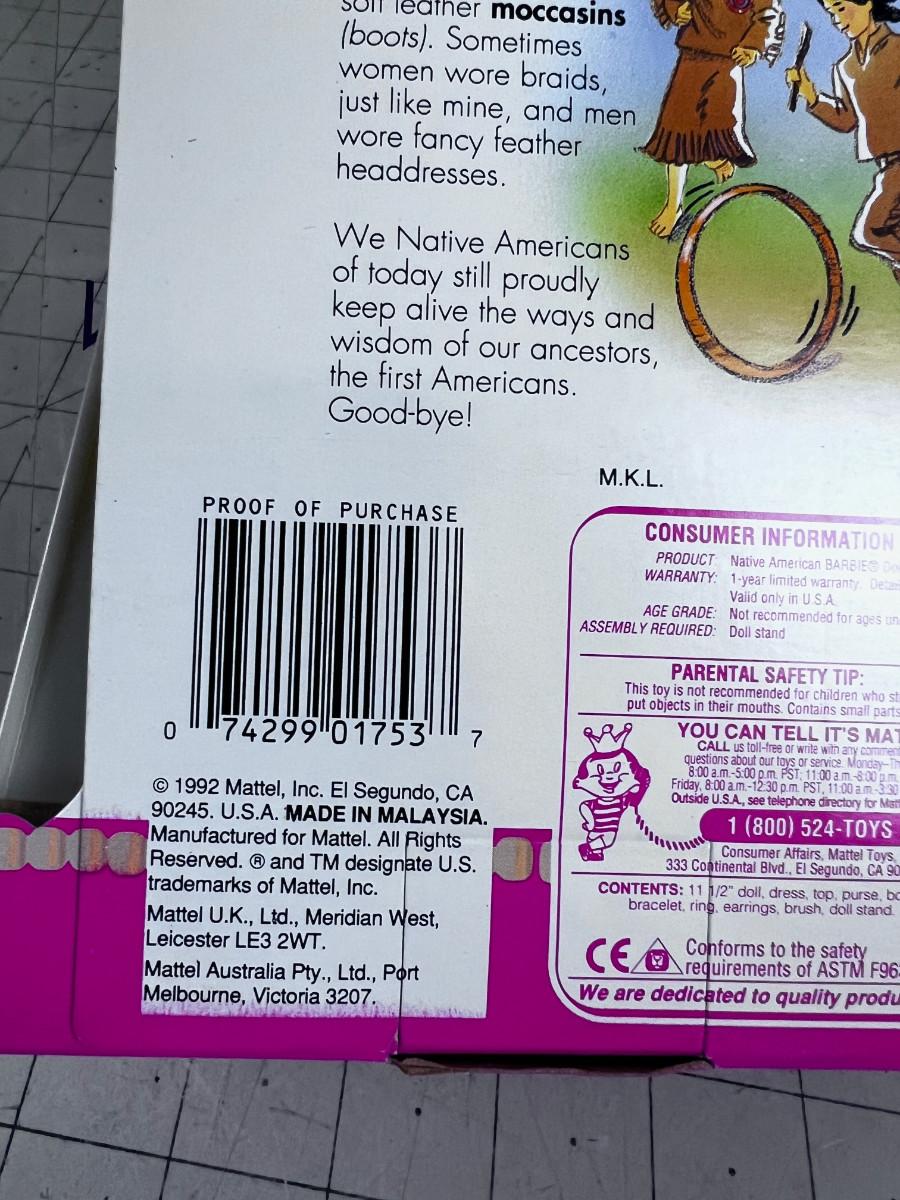 soft leather moccasins
(boots). Sometimes
women wore braids,
just like mine, and men
wore fancy feather
headdresses.
We Native Americans
of today still proudly
keep alive the ways and
wisdom of our ancestors,
the first Americans.
Good-bye!
M.K.L.
PROOF OF PURCHASE
0 74299 01753 7
© 1992 Mattel, Inc. El Segundo, CA
90245. U.S.A. MADE IN MALAYSIA.
Manufactured for Mattel. All Rights
Reserved. ® and TM designate U.S.
trademarks of Mattel, Inc.
Mattel U.K., Ltd., Meridian West,
Leicester LE3 2WT.
Mattel Australia Pty., Ltd., Port
Melbourne, Victoria 3207.
CONSUMER INFORMATION
PRODUCT: Native American BARBIE®
WARRANTY: 1-year limited warranty.
Valid only in U.S.A.
AGE GRADE: Not recommended for ages
ASSEMBLY REQUIRED: Doll stand
PARENTAL SAFETY TIP:
This toy is not recommended for children who
put objects in their mouths. Contains small parts
YOU CAN TELL IT'S
CALL us toll-free or write with any
questions about our toys or service.
8:00 a.m.-5:00 p.m. PST, 11:00 a.m.-8:00 p.m.
Friday, 8:00 a.m.-12:30 p.m. PST, 11:00 a.m.-3:30
Outside U.S.A., see telephone directory for
1 (800) 524-TOYS
Consumer Affairs, Mattel Toys,
333 Continental Blvd., El Segundo, CA
CONTENTS: 11 1/2" doll, dress, top, purse,
bracelet, ring, earrings, brush, doll stand.
CE
Conforms to the safety
requirements of ASTM
We are dedicated to quality